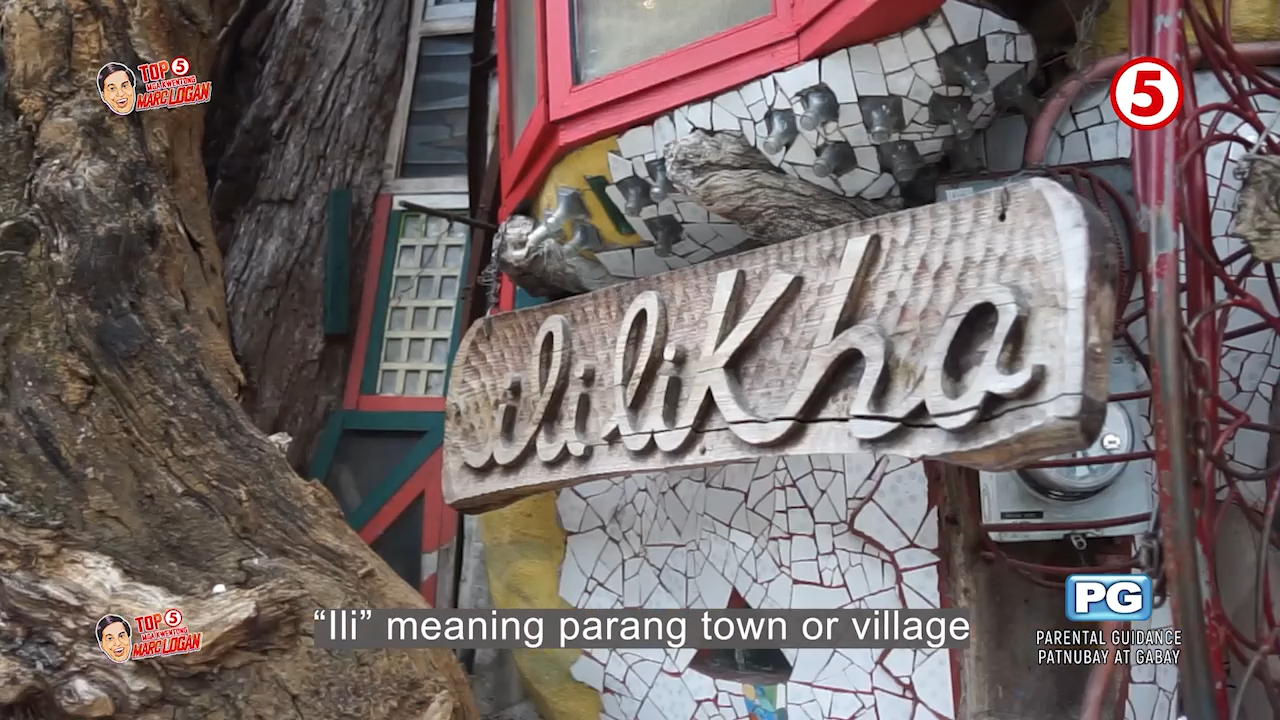 TOP 5
MGA KWENTONG
MARC LOGAN
5
ililiKha
TOP 5
MGA KWENTONG
MARC LOGAN
“Ili” meaning parang town or village
PG
PARENTAL GUIDANCE
PATNUBAY AT GABAY